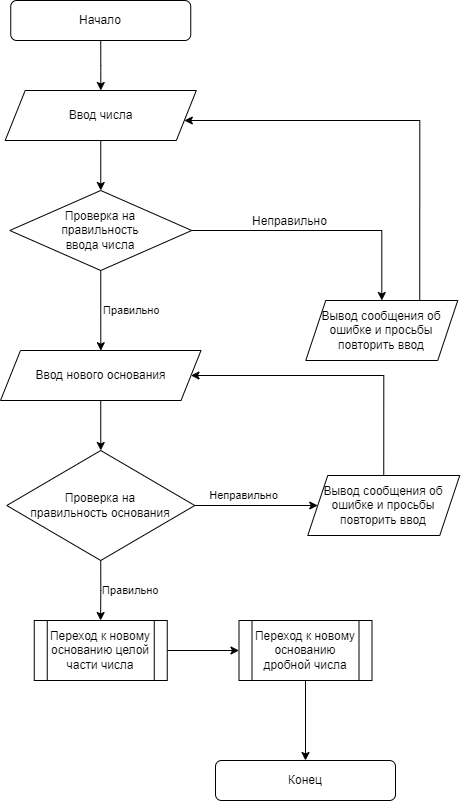 Начало
Ввод числа
Проверка на
правильность
ввода числа
Неправильно
Правильно
Вывод сообщения об
ошибке и просьбы
повторить ввод
Ввод нового основания
Проверка на
правильность основания
Неправильно
Вывод сообщения об
ошибке и просьбы
повторить ввод
Правильно
Переход к новому
основанию целой
части числа
Переход к новому
основанию
дробной числа
Конец